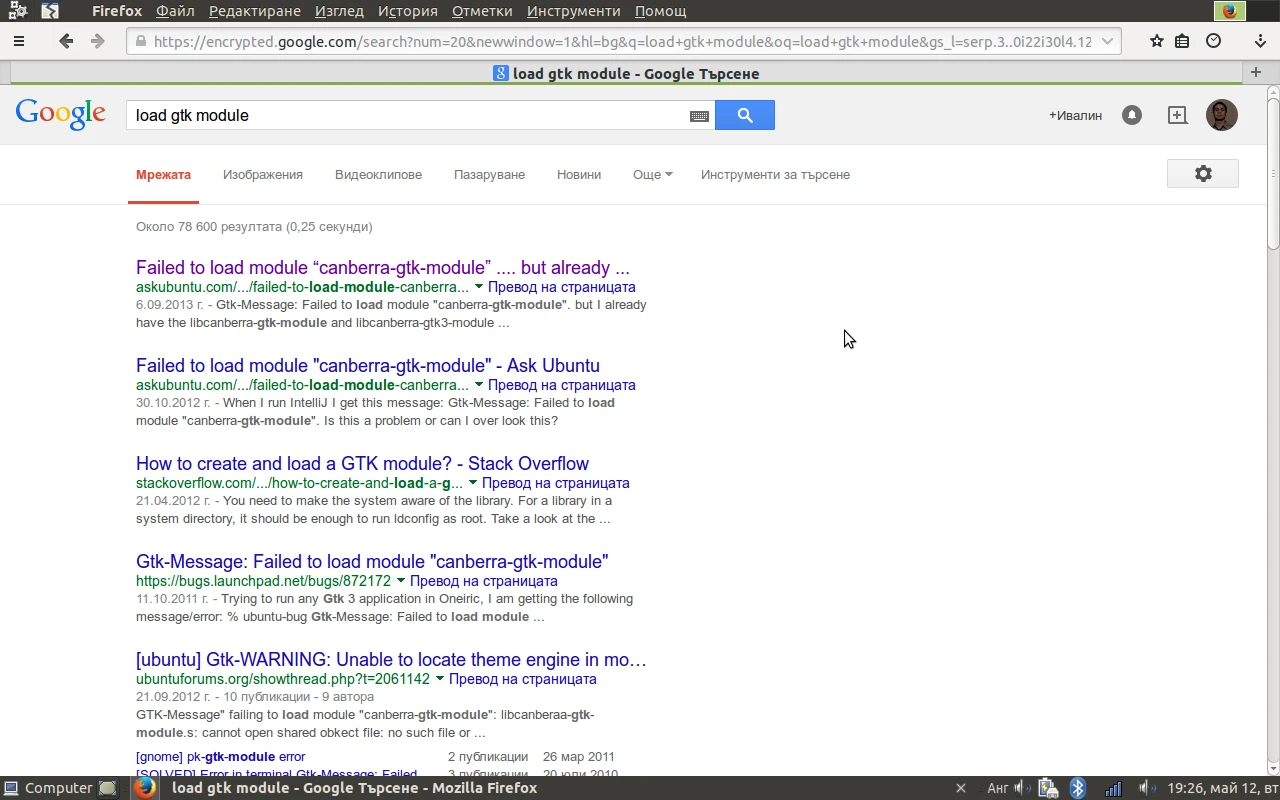 Firefox Файл Редактиране Изглед История Отметки Инструменти Помощ
https://encrypted.google.com/search?num=20&newwindow=1&hl=bg&q=load+gtk+module&oq=load+gtk+module&gs_l=serp.3..0i22i30l4.12
load gtk module - Google Търсене
Google
load gtk module
+Ивалин
Мрежата Изображения Видеоклипове Пазаруване Новини Още Инструменти за търсене
Около 78 600 резултата (0,25 секунди)
Failed to load module “canberra-gtk-module” .... but already ...
askubuntu.com/.../failed-to-load-module-canberra... Превод на страницата
6.09.2013 г. - Gtk-Message: Failed to load module "canberra-gtk-module". but I already
have the libcanberra-gtk-module and libcanberra-gtk3-module ...
Failed to load module "canberra-gtk-module" - Ask Ubuntu
askubuntu.com/.../failed-to-load-module-canberra... Превод на страницата
30.10.2012 г. - When I run IntelliJ I get this message: Gtk-Message: Failed to load
module "canberra-gtk-module". Is this a problem or can I over look this?
How to create and load a GTK module? - Stack Overflow
stackoverflow.com/.../how-to-create-and-load-a-g... Превод на страницата
21.04.2012 г. - You need to make the system aware of the library. For a library in a
system directory, it should be enough to run ldconfig as root. Take a look at the ...
Gtk-Message: Failed to load module "canberra-gtk-module"
https://bugs.launchpad.net/bugs/872172 Превод на страницата
11.10.2011 г. - Trying to run any Gtk 3 application in Oneiric, I am getting the following
message/error: % ubuntu-bug Gtk-Message: Failed to load module ...
[ubuntu] Gtk-WARNING: Unable to locate theme engine in mo...
ubuntuforums.org/showthread.php?t=2061142 Превод на страницата
21.09.2012 г. - 10 публикации - 9 автора
GTK-Message" failing to load module "canberra-gtk-module": libcanberaa-gtk-
module.s: cannot open shared obkect file: no such file or ...
[gnome] pk-gtk-module error 2 публикации 26 мар 2011
[SOLVED] Error in terminal Gtk-Message: Failed 3 публикации 20 юли 2010
Computer load gtk module - Google Търсене - Mozilla Firefox Анг 19:26, май 12, вт